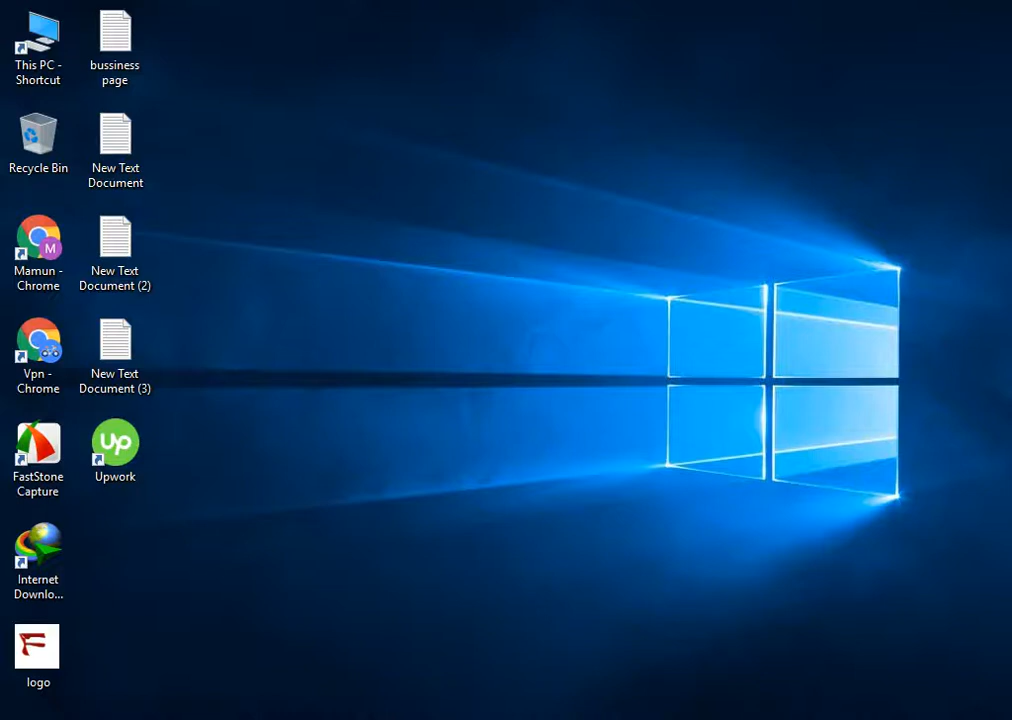 This PC -
Shortcut
Recycle Bin
M
Mamun -
Chrome
Vpn -
Chrome
FastStone
Capture
Internet
Downlo...
F
logo
bussiness
page
New Text
Document
New Text
Document (2)
New Text
Document (3)
Up
Upwork